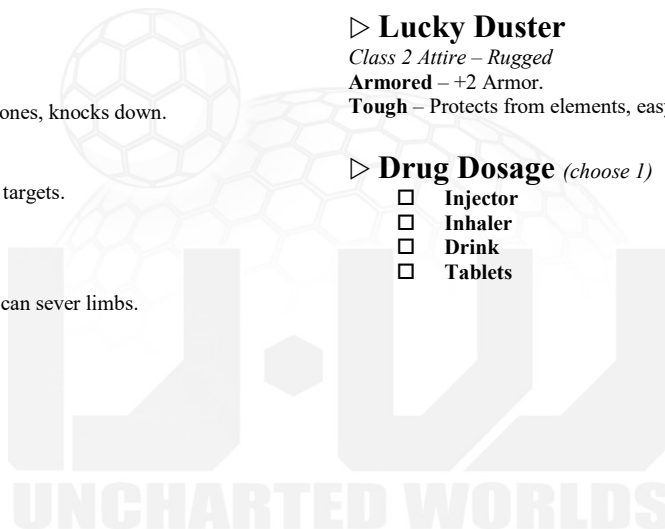 ones, knocks down.
targets.
can sever limbs.
▷ Lucky Duster
Class 2 Attire – Rugged
Armored – +2 Armor.
Tough – Protects from elements, easy
▷ Drug Dosage (choose 1)
☐ Injector
☐ Inhaler
☐ Drink
☐ Tablets
U·W
UNCHARTED WORLDS